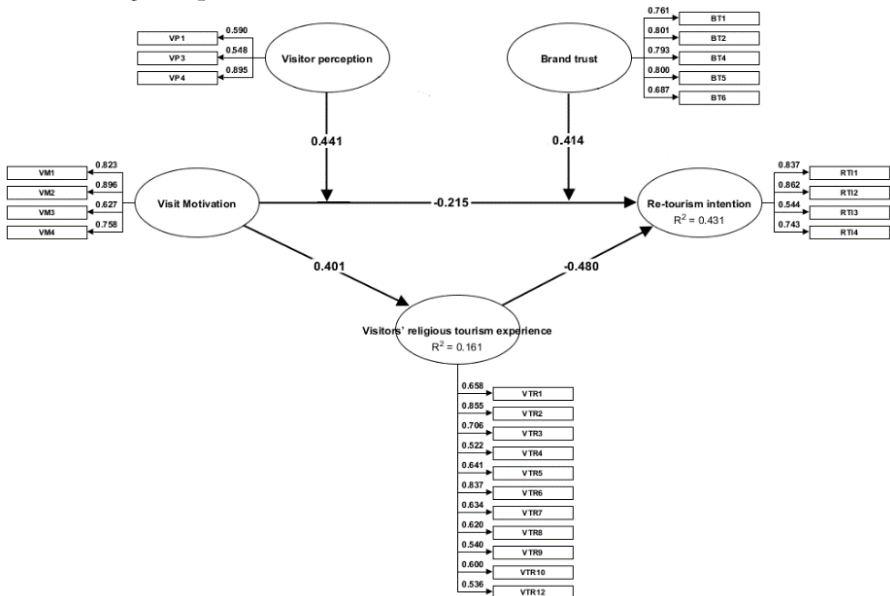 0.590
VP1
0.548
VP3
0.895
VP4
Visitor perception
Brand trust
0.761
BT1
0.801
BT2
0.793
BT4
0.800
BT5
0.687
BT6
0.441
0.414
0.823
VM1
0.896
VM2
0.627
VM3
0.758
VM4
Visit Motivation
-0.215
Re-tourism intention
R² = 0.431
0.837
RTI1
0.862
RTI2
0.544
RTI3
0.743
RTI4
0.401
-0.480
Visitors' religious tourism experience
R² = 0.161
0.658
VTR1
0.855
VTR2
0.706
VTR3
0.522
VTR4
0.641
VTR5
0.837
VTR6
0.634
VTR7
0.620
VTR8
0.540
VTR9
0.600
VTR10
0.536
VTR12